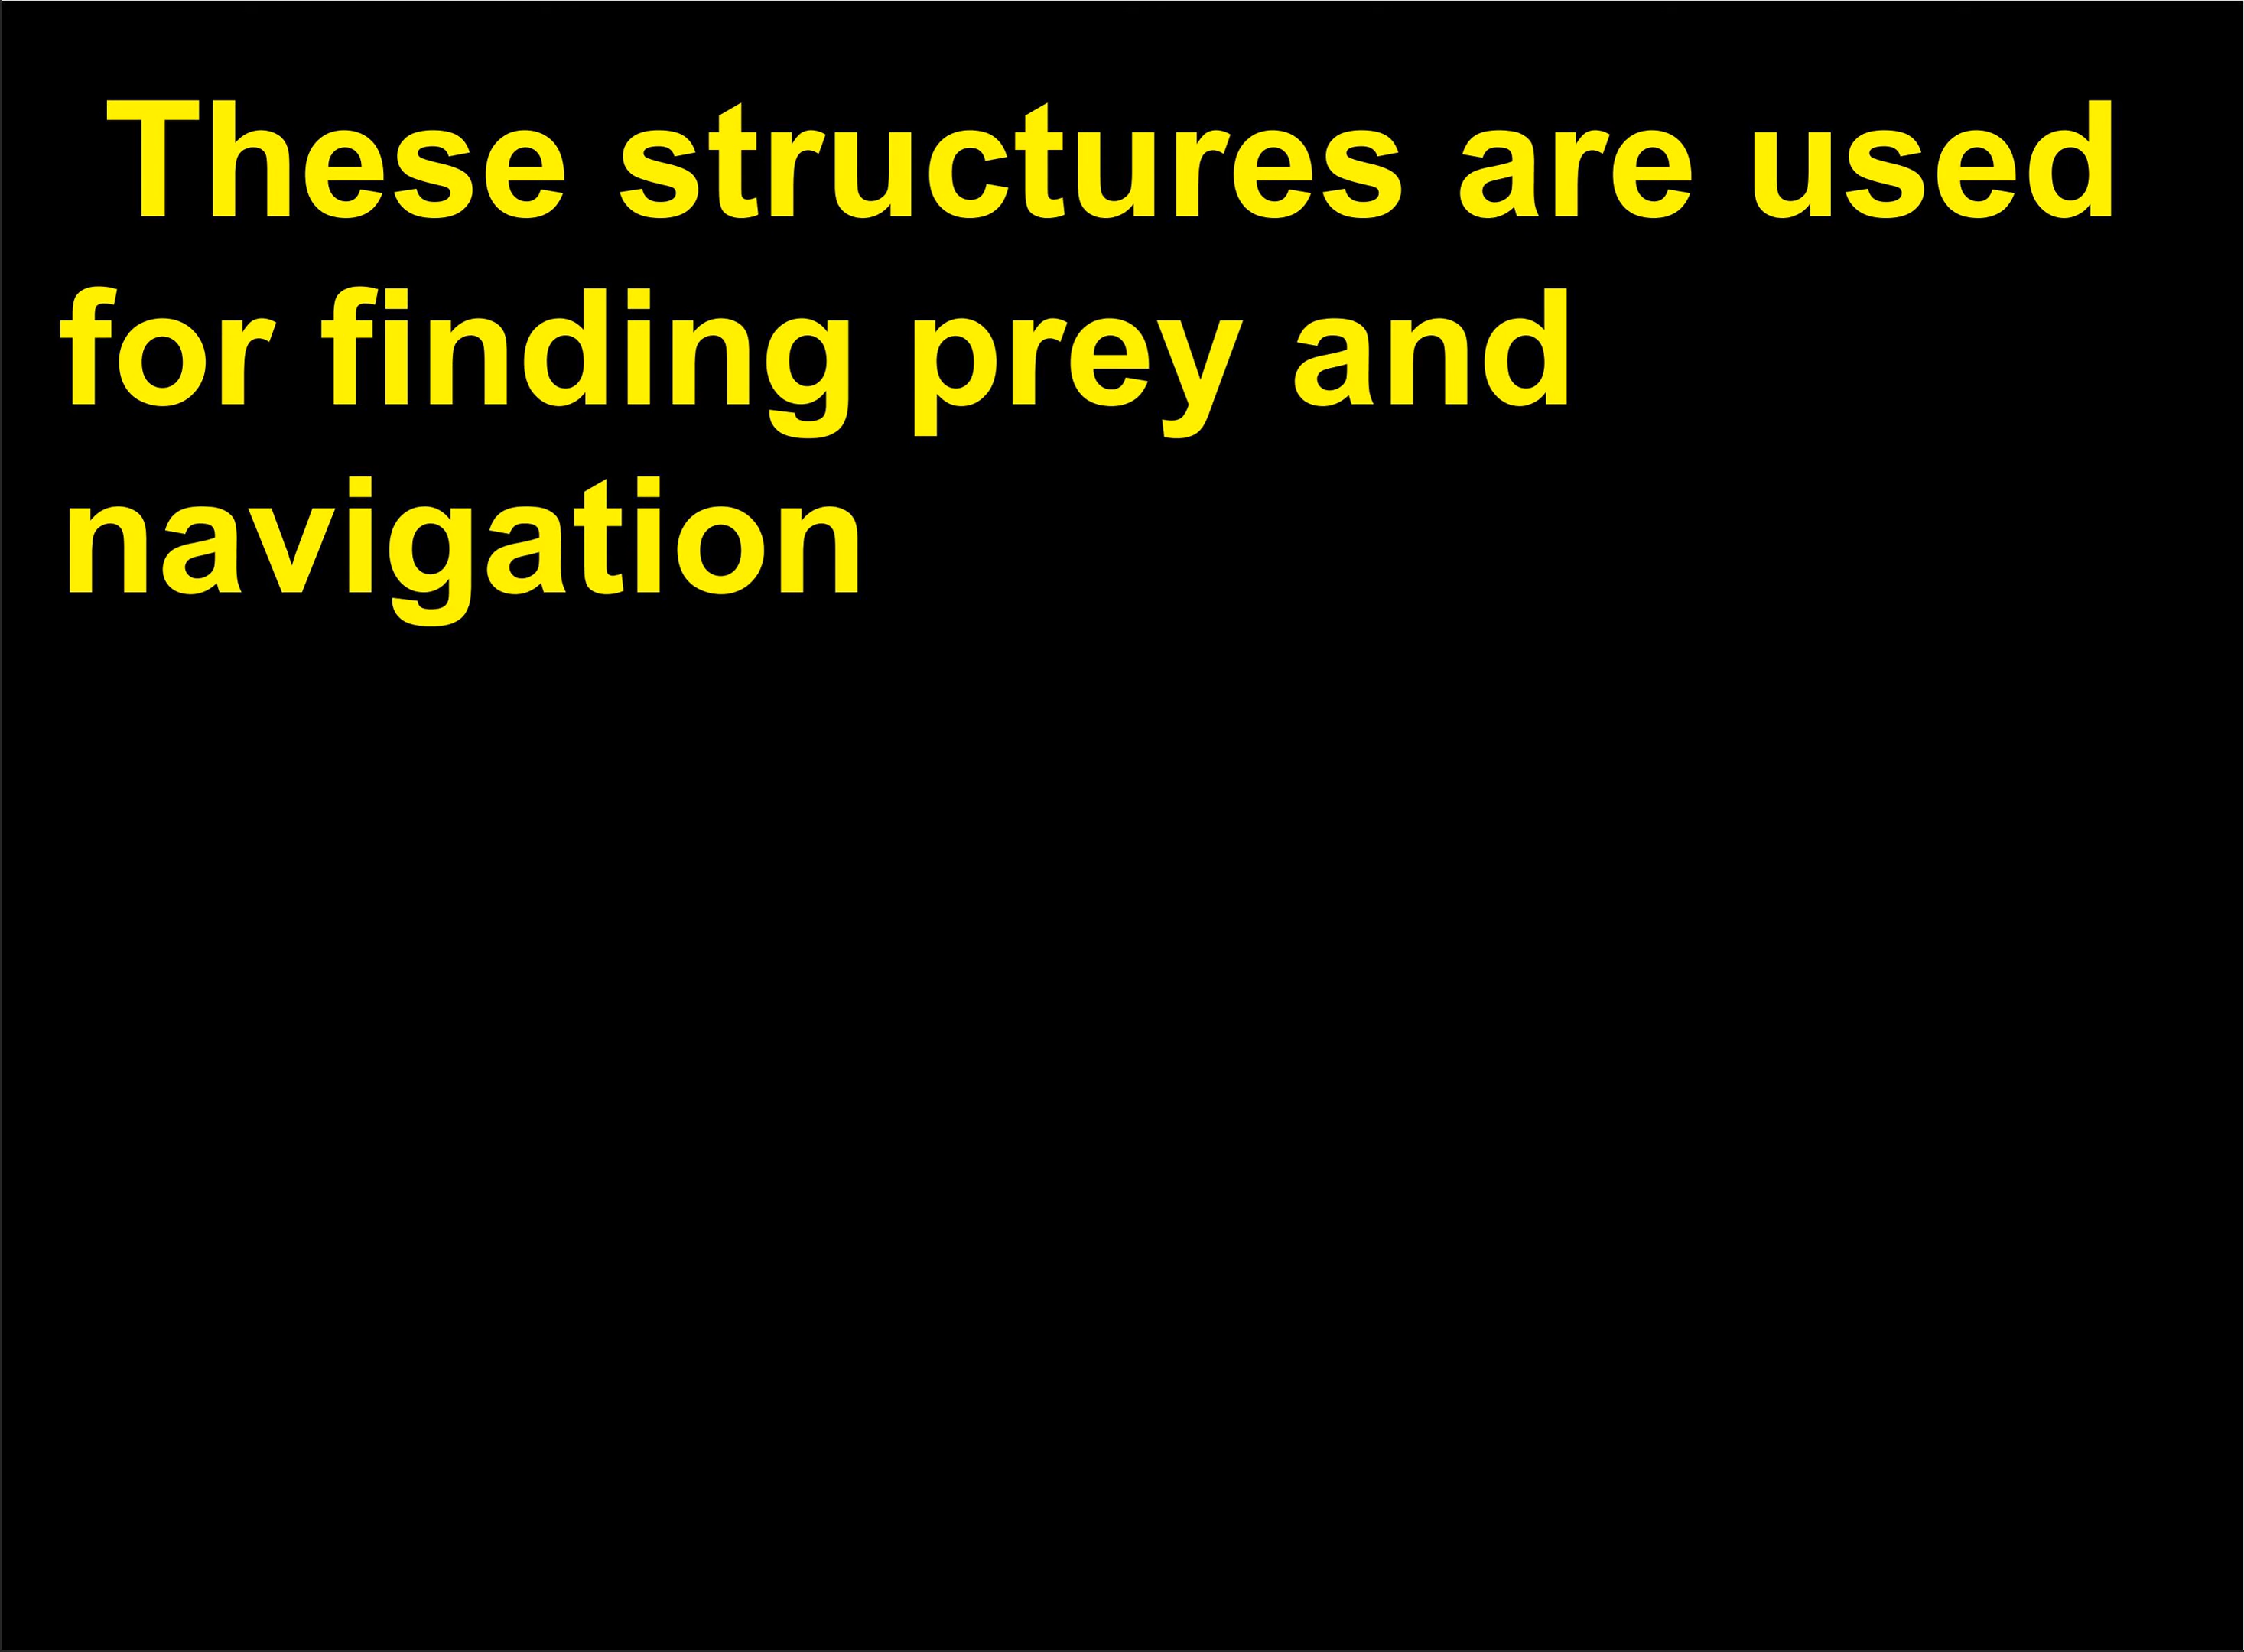 These structures are used
for finding prey and
navigation